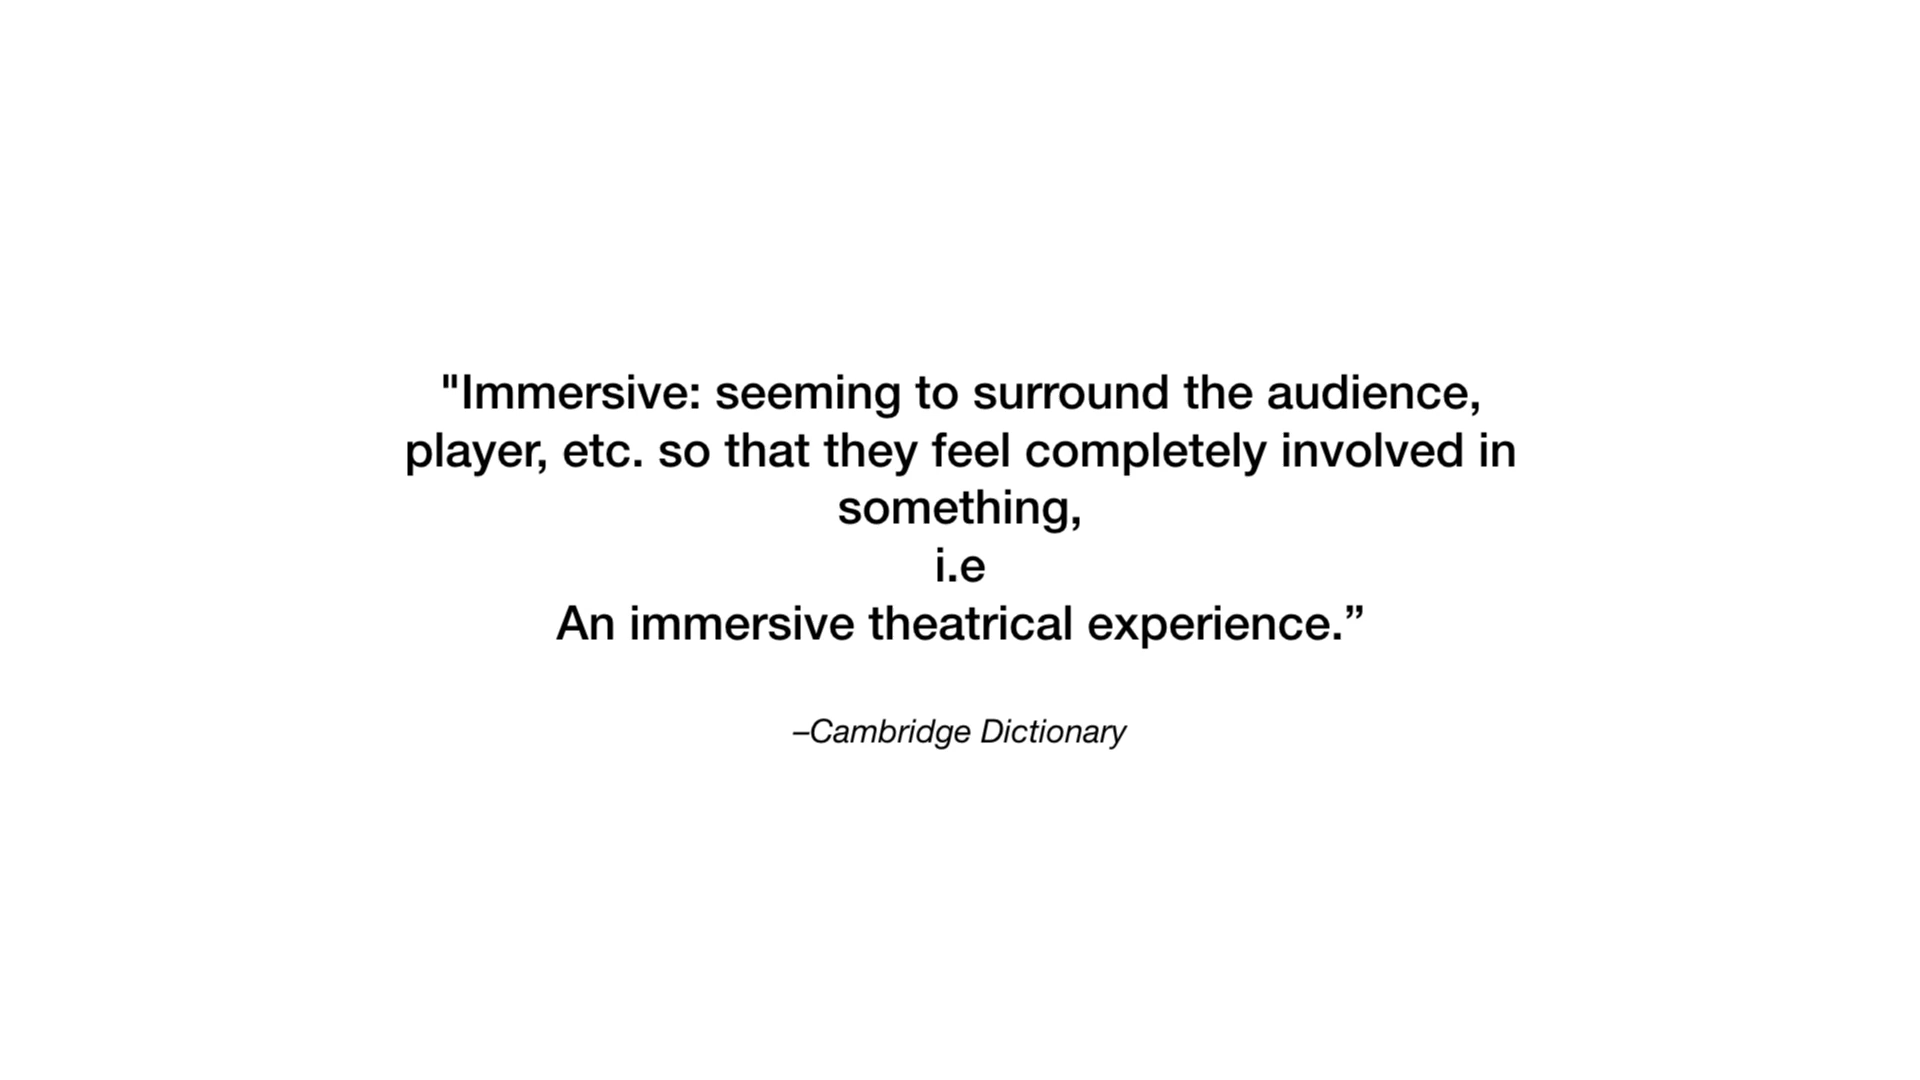 "Immersive: seeming to surround the audience,
player, etc. so that they feel completely involved in
something,
i.e
An immersive theatrical experience.”
–Cambridge Dictionary